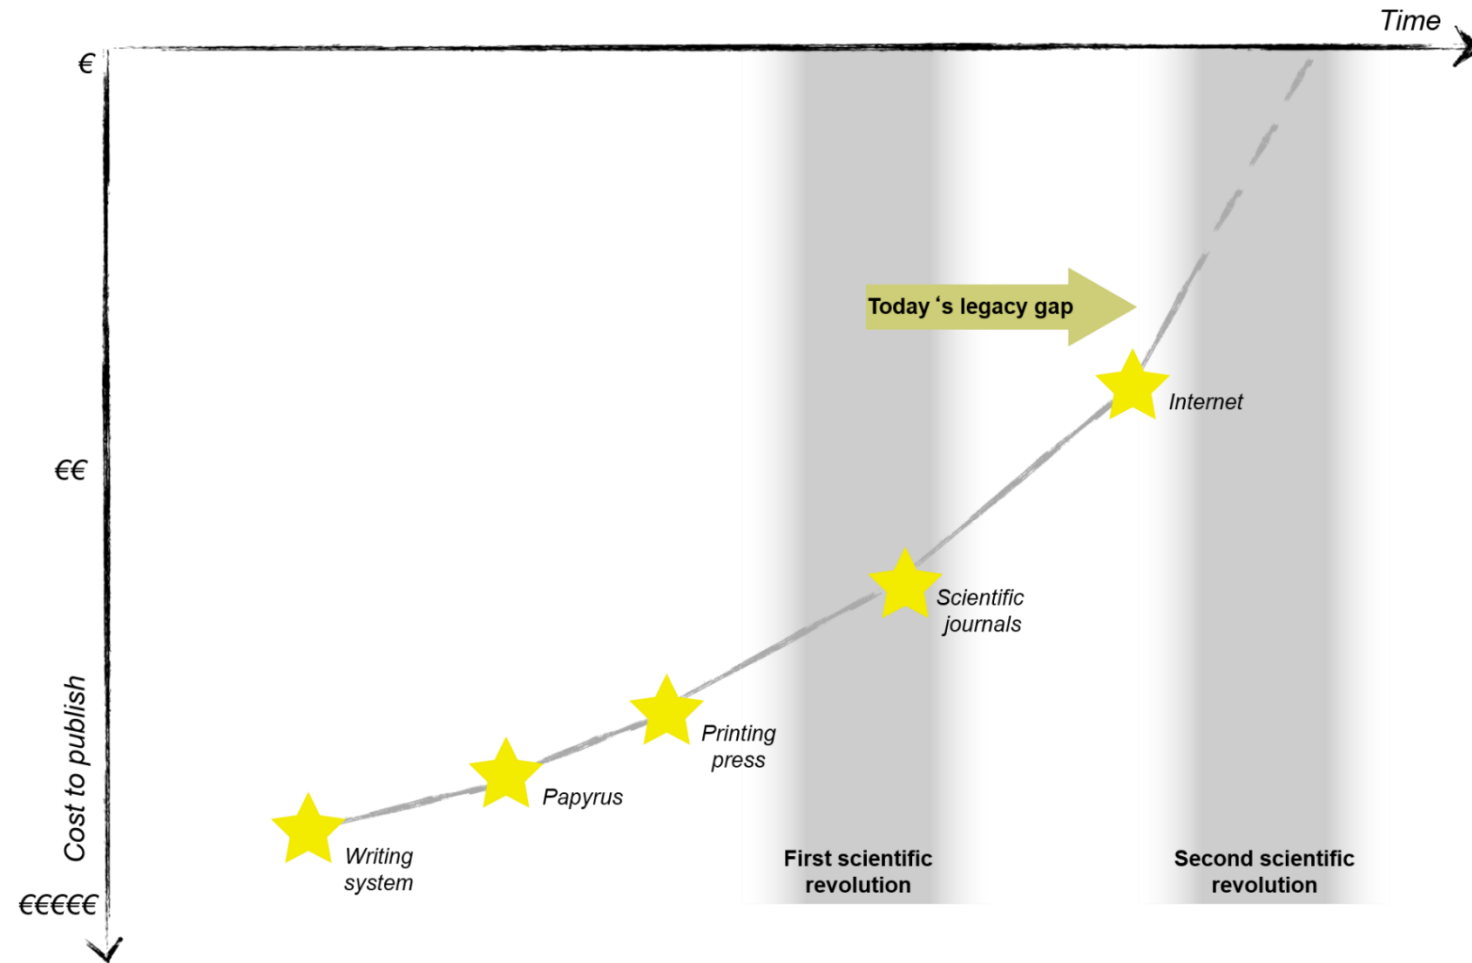 Time
€
Today ‘s legacy gap
Internet
€€
Scientific
journals
Printing
press
Cost to publish
Papyrus
Writing
system
First scientific
revolution
Second scientific
revolution
€€€€€